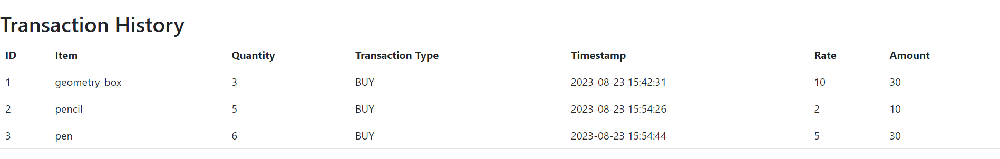 Transaction History
ID Item Quantity Transaction Type Timestamp Rate Amount
1 geometry_box 3 BUY 2023-08-23 15:42:31 10 30
2 pencil 5 BUY 2023-08-23 15:54:26 2 10
3 pen 6 BUY 2023-08-23 15:54:44 5 30